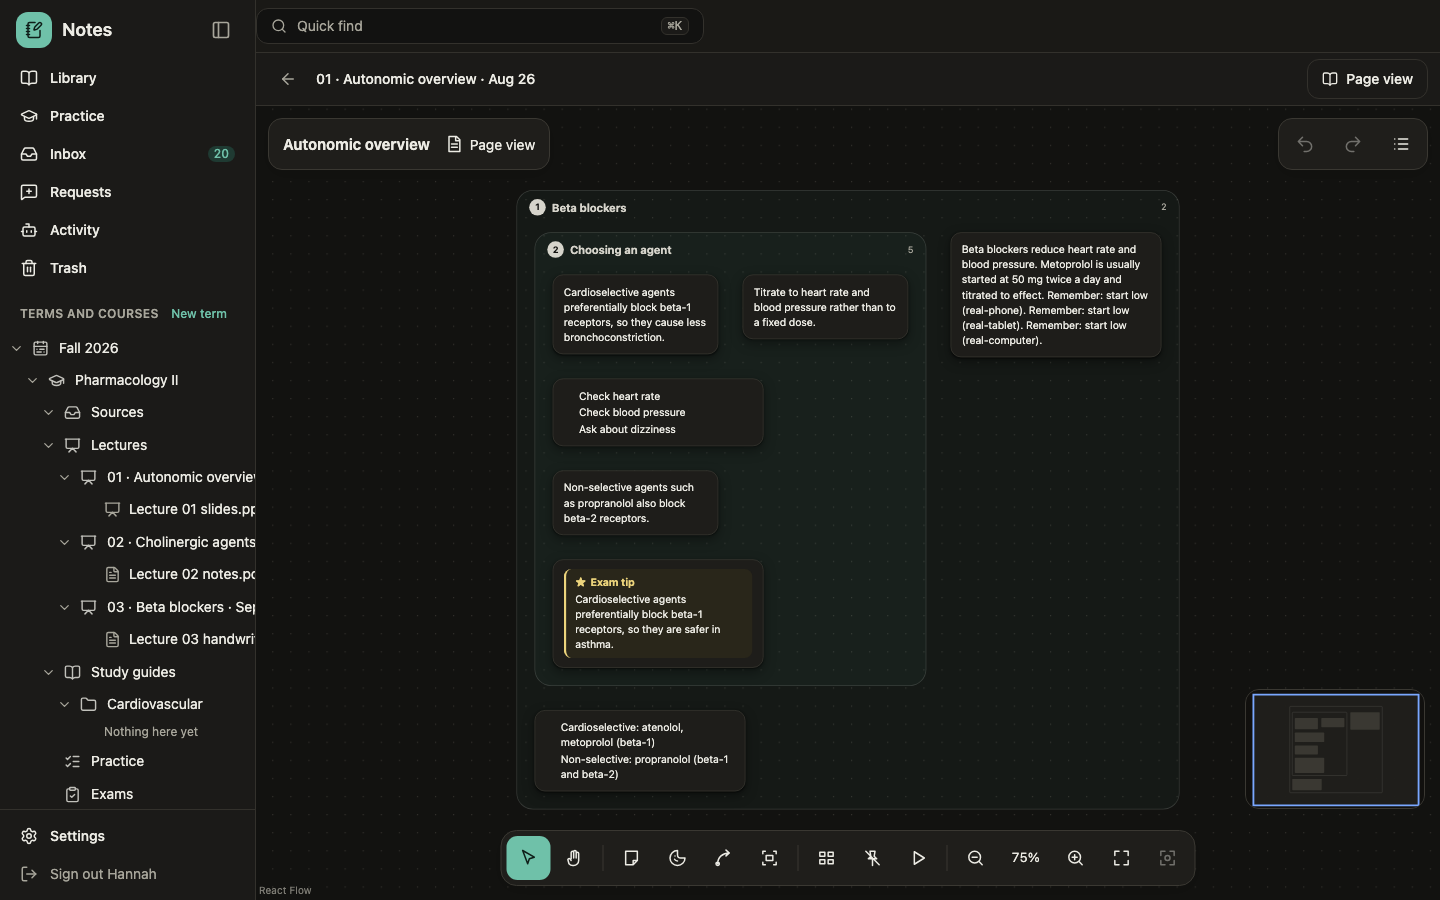 Notes
Quick find
⌘K
Library
Practice
Inbox
20
Requests
Activity
Trash
TERMS AND COURSES
New term
Fall 2026
Pharmacology II
Sources
Lectures
01 · Autonomic overview
Lecture 01 slides.pp
02 · Cholinergic agents
Lecture 02 notes.pd
03 · Beta blockers · Sep
Lecture 03 handwri
Study guides
Cardiovascular
Nothing here yet
Practice
Exams
Settings
Sign out Hannah
01 · Autonomic overview · Aug 26
Page view
Autonomic overview
Page view
1
Beta blockers
2
2
Choosing an agent
5
Cardioselective agents
preferentially block beta-1
receptors, so they cause less
bronchoconstriction.
Titrate to heart rate and
blood pressure rather than to
a fixed dose.
Beta blockers reduce heart rate and
blood pressure. Metoprolol is usually
started at 50 mg twice a day and
titrated to effect. Remember: start low
(real-phone). Remember: start low
(real-tablet). Remember: start low
(real-computer).
Check heart rate
Check blood pressure
Ask about dizziness
Non-selective agents such
as propranolol also block
beta-2 receptors.
Exam tip
Cardioselective agents
preferentially block beta-1
receptors, so they are safer in
asthma.
Cardioselective: atenolol,
metoprolol (beta-1)
Non-selective: propranolol (beta-1
and beta-2)
75%
React Flow